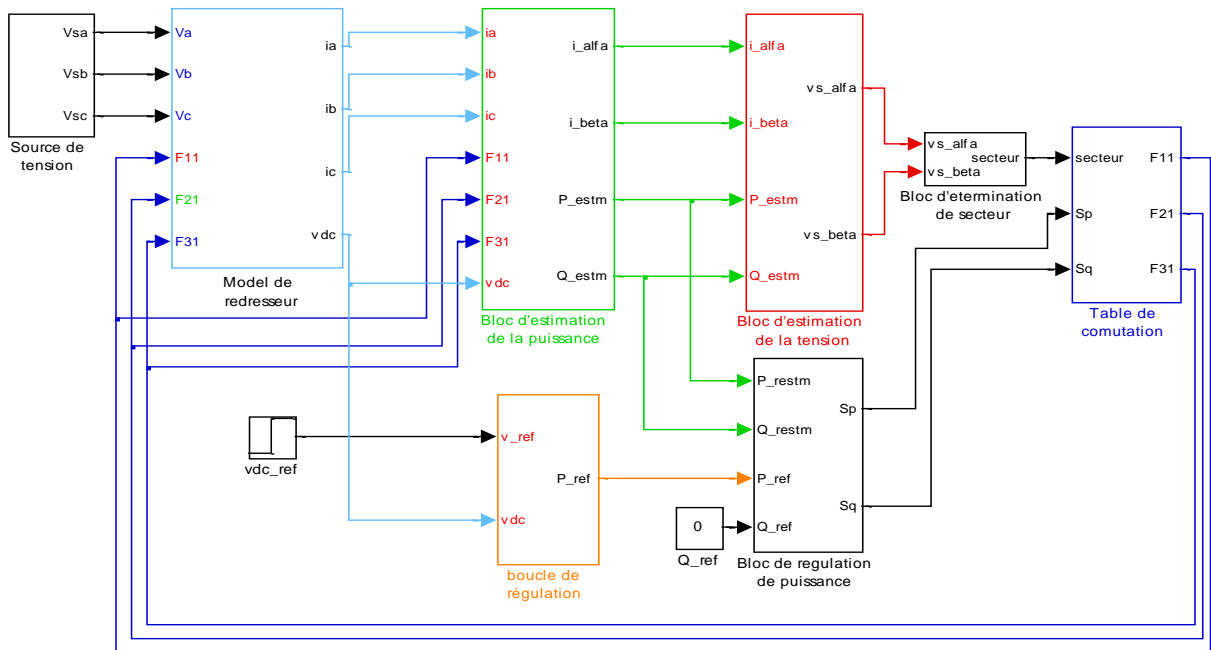 Vsa
Vsb
Vsc
Source de
tension
Va
Vb
Vc
F11
F21
F31
ia
ib
ic
vdc
Model de
redresseur
ia
ib
ic
F11
F21
F31
vdc
i_alfa
i_beta
P_estm
Q_estm
Bloc d'estimation
de la puissance
i_alfa
i_beta
P_estm
Q_estm
vs_alfa
vs_beta
Bloc d'estimation
de la tension
vs_alfa
vs_beta
secteur
Bloc d'etermination
de secteur
secteur
Sp
Sq
F11
F21
F31
Table de
comutation
vdc_ref
v_ref
vdc
P_ref
boucle de
régulation
0
Q_ref
P_restm
Q_restm
P_ref
Q_ref
Sp
Sq
Bloc de regulation
de puissance